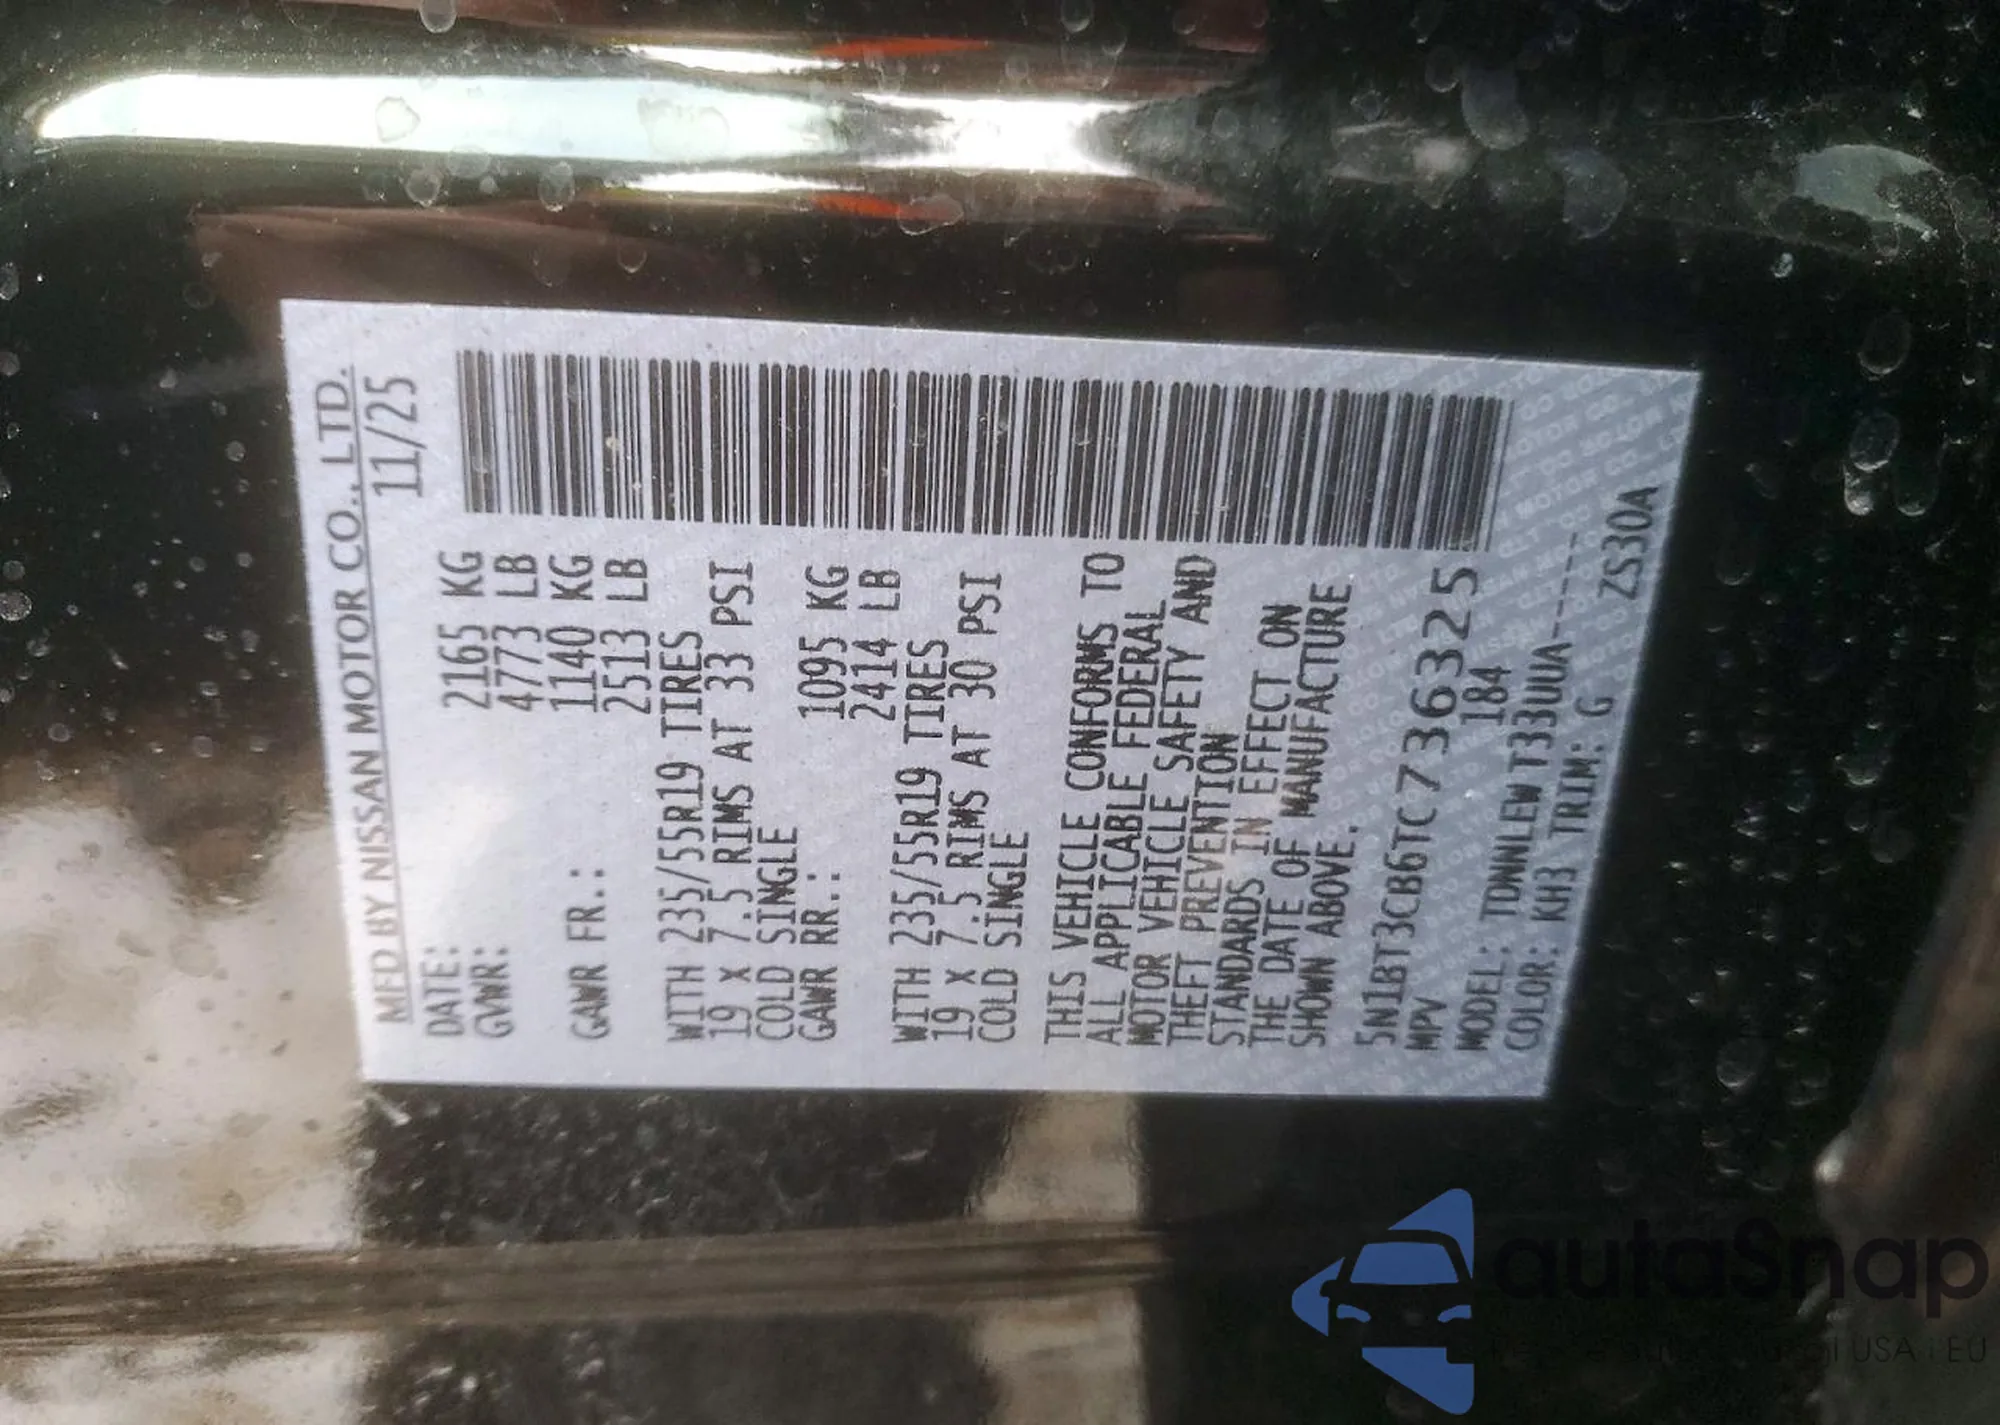 MFD BY NISSAN MOTOR CO., LTD.
DATE: 11/25
GVWR: 2165 KG
4773 LB
GAWR FR.: 1140 KG
2513 LB
WITH 235/55R19 TIRES
19 X 7.5 RIMS AT 33 PSI
COLD SINGLE
GAWR RR.: 1095 KG
2414 LB
WITH 235/55R19 TIRES
19 X 7.5 RIMS AT 30 PSI
COLD SINGLE
THIS VEHICLE CONFORMS TO
ALL APPLICABLE FEDERAL
MOTOR VEHICLE SAFETY AND
THEFT PREVENTION
STANDARDS IN EFFECT ON
THE DATE OF MANUFACTURE
SHOWN ABOVE.
5N1BT3CB6TC736325
MPV 184
MODEL: TDNNLEW T33UUA-----
COLOR: KH3 TRIM: G ZS30A
autaSnap
USA i EU